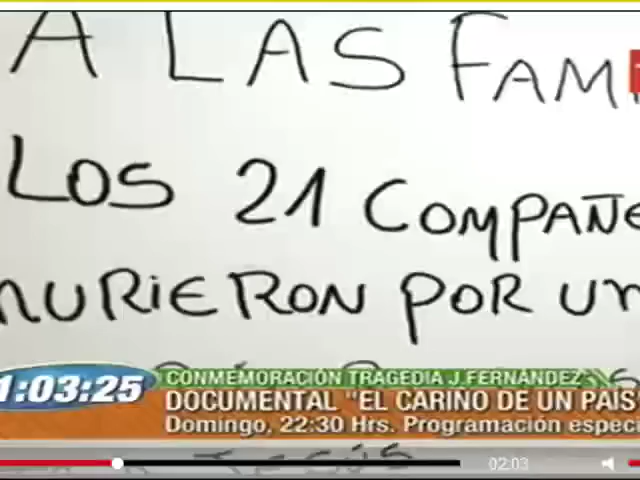 A LAS FAM
LOS 21 COMPAÑE
MURIERON POR UN
1:03:25
CONMEMORACIÓN TRAGEDIA J.FERNÁNDEZ
DOCUMENTAL "EL CARIÑO DE UN PAÍS"
Domingo, 22:30 Hrs. Programación especi
02:03